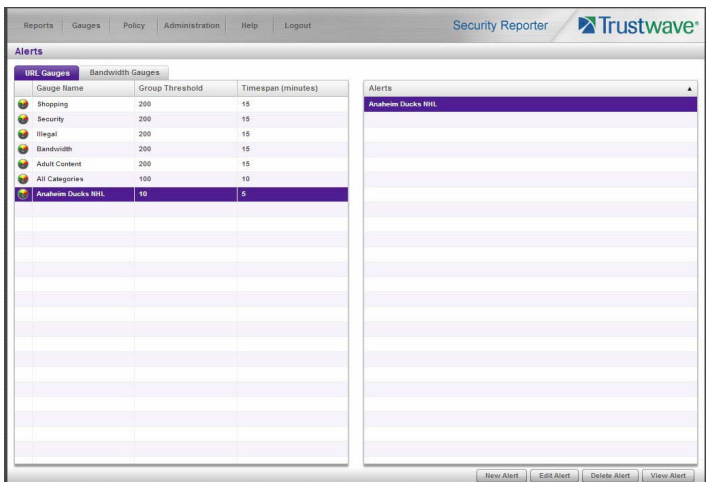 Reports Gauges Policy Administration Help Logout Security Reporter Trustwave®
Alerts
URL Gauges Bandwidth Gauges
Gauge Name Group Threshold Timespan (minutes) Alerts
Shopping 200 15 Anaheim Ducks NHL
Security 200 15
Illegal 200 15
Bandwidth 200 15
Adult Content 200 15
All Categories 100 10
Anaheim Ducks NHL 10 5
New Alert Edit Alert Delete Alert View Alert